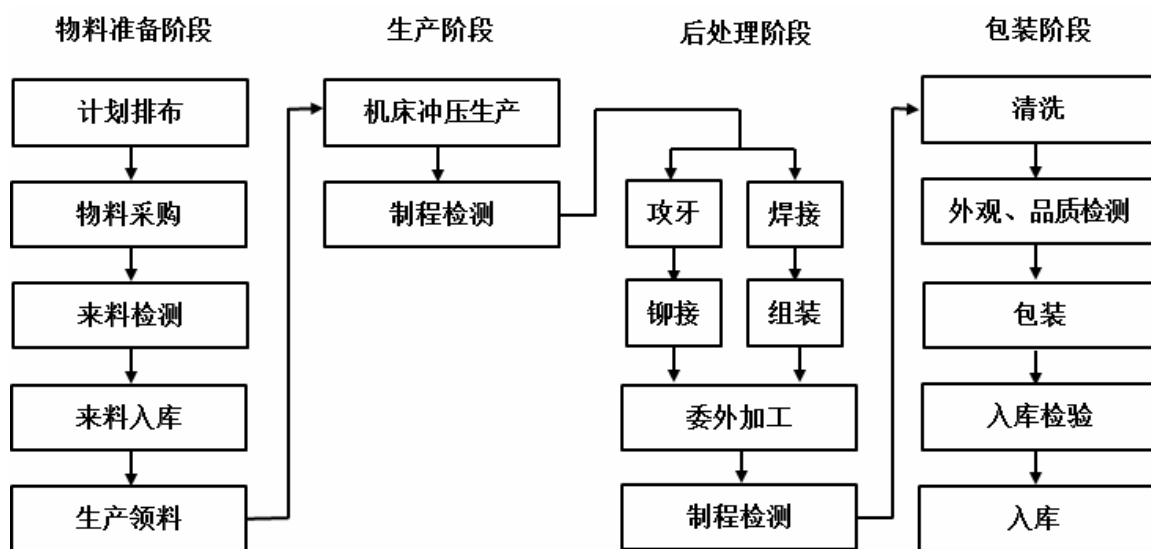 物料准备阶段
计划排布
物料采购
来料检测
来料入库
生产领料
生产阶段
机床冲压生产
制程检测
后处理阶段
攻牙
焊接
铆接
组装
委外加工
制程检测
包装阶段
清洗
外观、品质检测
包装
入库检验
入库